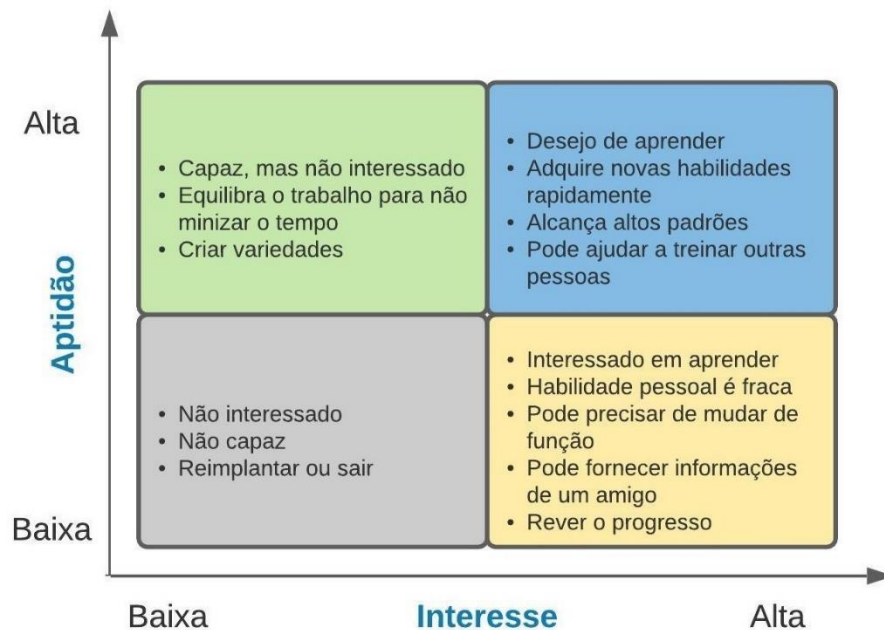 Alta
• Capaz, mas não interessado
• Equilibra o trabalho para não
minizar o tempo
• Criar variedades
• Desejo de aprender
• Adquire novas habilidades
rapidamente
• Alcança altos padrões
• Pode ajudar a treinar outras
pessoas
Aptidão
• Não interessado
• Não capaz
• Reimplantar ou sair
• Interessado em aprender
• Habilidade pessoal é fraca
• Pode precisar de mudar de
função
• Pode fornecer informações
de um amigo
• Rever o progresso
Baixa
Baixa
Interesse
Alta